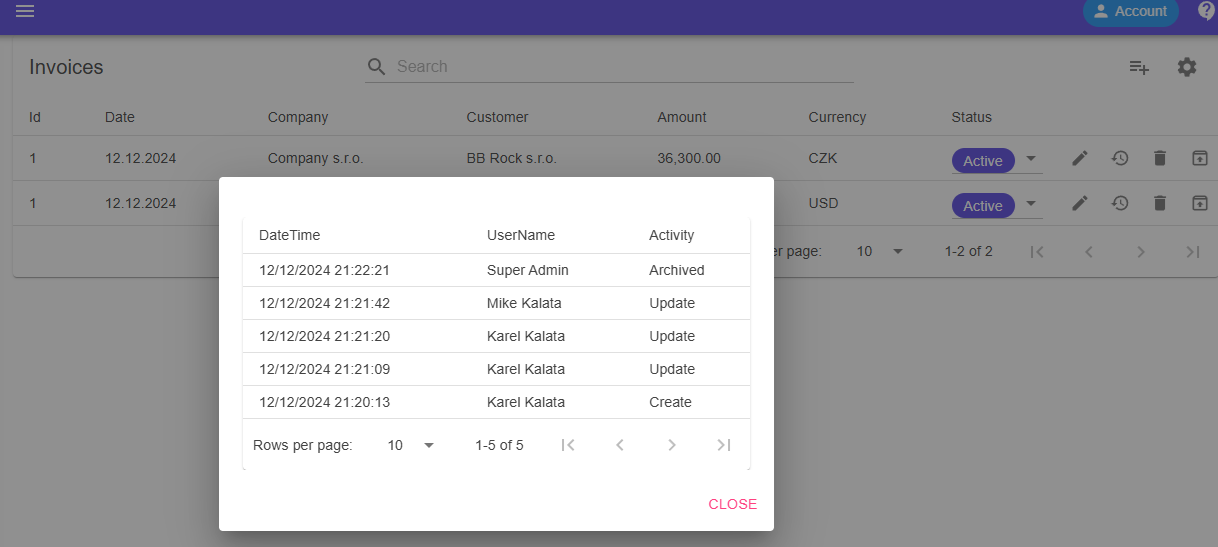 Account
Invoices
Search
Id Date Company Customer Amount Currency Status
1 12.12.2024 Company s.r.o. BB Rock s.r.o. 36,300.00 CZK Active
1 12.12.2024 USD Active
per page: 10 1-2 of 2
DateTime UserName Activity
12/12/2024 21:22:21 Super Admin Archived
12/12/2024 21:21:42 Mike Kalata Update
12/12/2024 21:21:20 Karel Kalata Update
12/12/2024 21:21:09 Karel Kalata Update
12/12/2024 21:20:13 Karel Kalata Create
Rows per page: 10 1-5 of 5
CLOSE